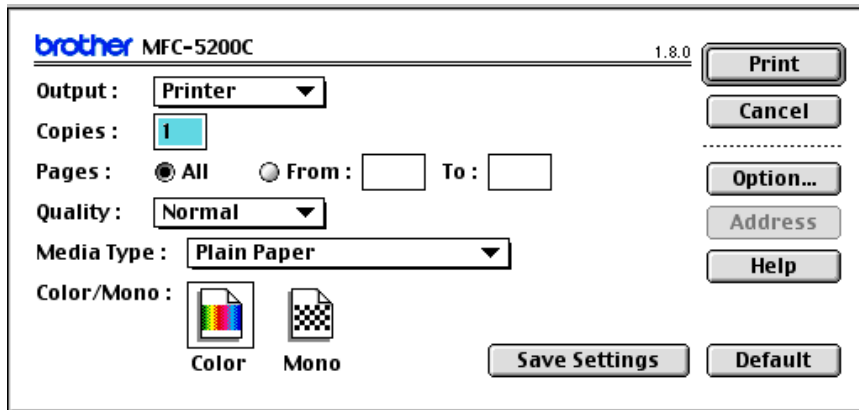 brother MFC-5200C 1.8.0 Print
Output : Printer Cancel
Copies : 1
Pages : All From : To : Option...
Quality : Normal Address
Media Type : Plain Paper Help
Color/Mono :
Color Mono Save Settings Default